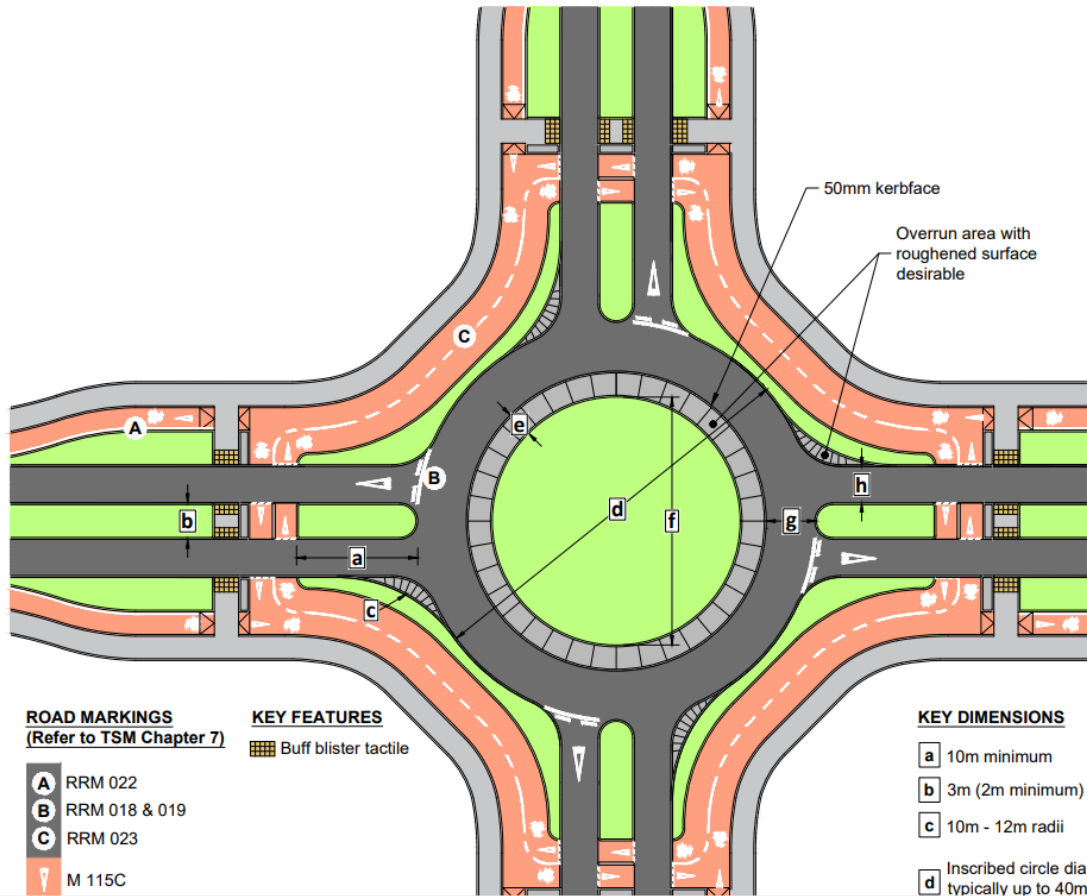 50mm kerbface
Overrun area with
roughened surface
desirable
C
A
e
B
h
d
f
g
b
a
c
ROAD MARKINGS
(Refer to TSM Chapter 7)
A RRM 022
B RRM 018 & 019
C RRM 023
M 115C
KEY FEATURES
Buff blister tactile
KEY DIMENSIONS
a 10m minimum
b 3m (2m minimum)
c 10m - 12m radii
d Inscribed circle dia
typically up to 40m